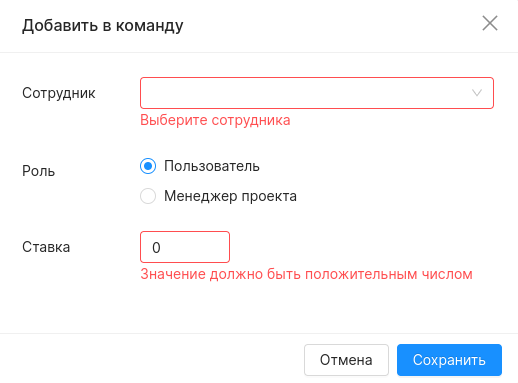 Добавить в команду
Сотрудник
Выберите сотрудника
Роль
Пользователь
Менеджер проекта
Ставка
0
Значение должно быть положительным числом
Отмена
Сохранить